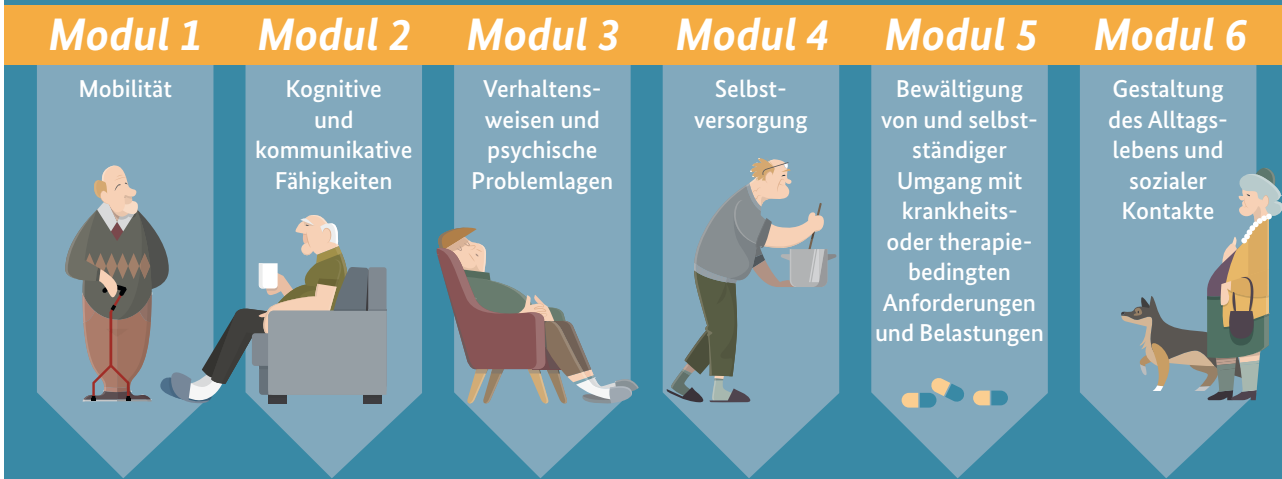 Modul 1
Mobilität
Modul 2
Kognitive
und
kommunikative
Fähigkeiten
Modul 3
Verhaltens-
weisen und
psychische
Problemlagen
Modul 4
Selbst-
versorgung
Modul 5
Bewältigung
von und selbst-
ständiger
Umgang mit
krankheits-
oder therapie-
bedingten
Anforderungen
und Belastungen
Modul 6
Gestaltung
des Alltags-
lebens und
sozialer
Kontakte